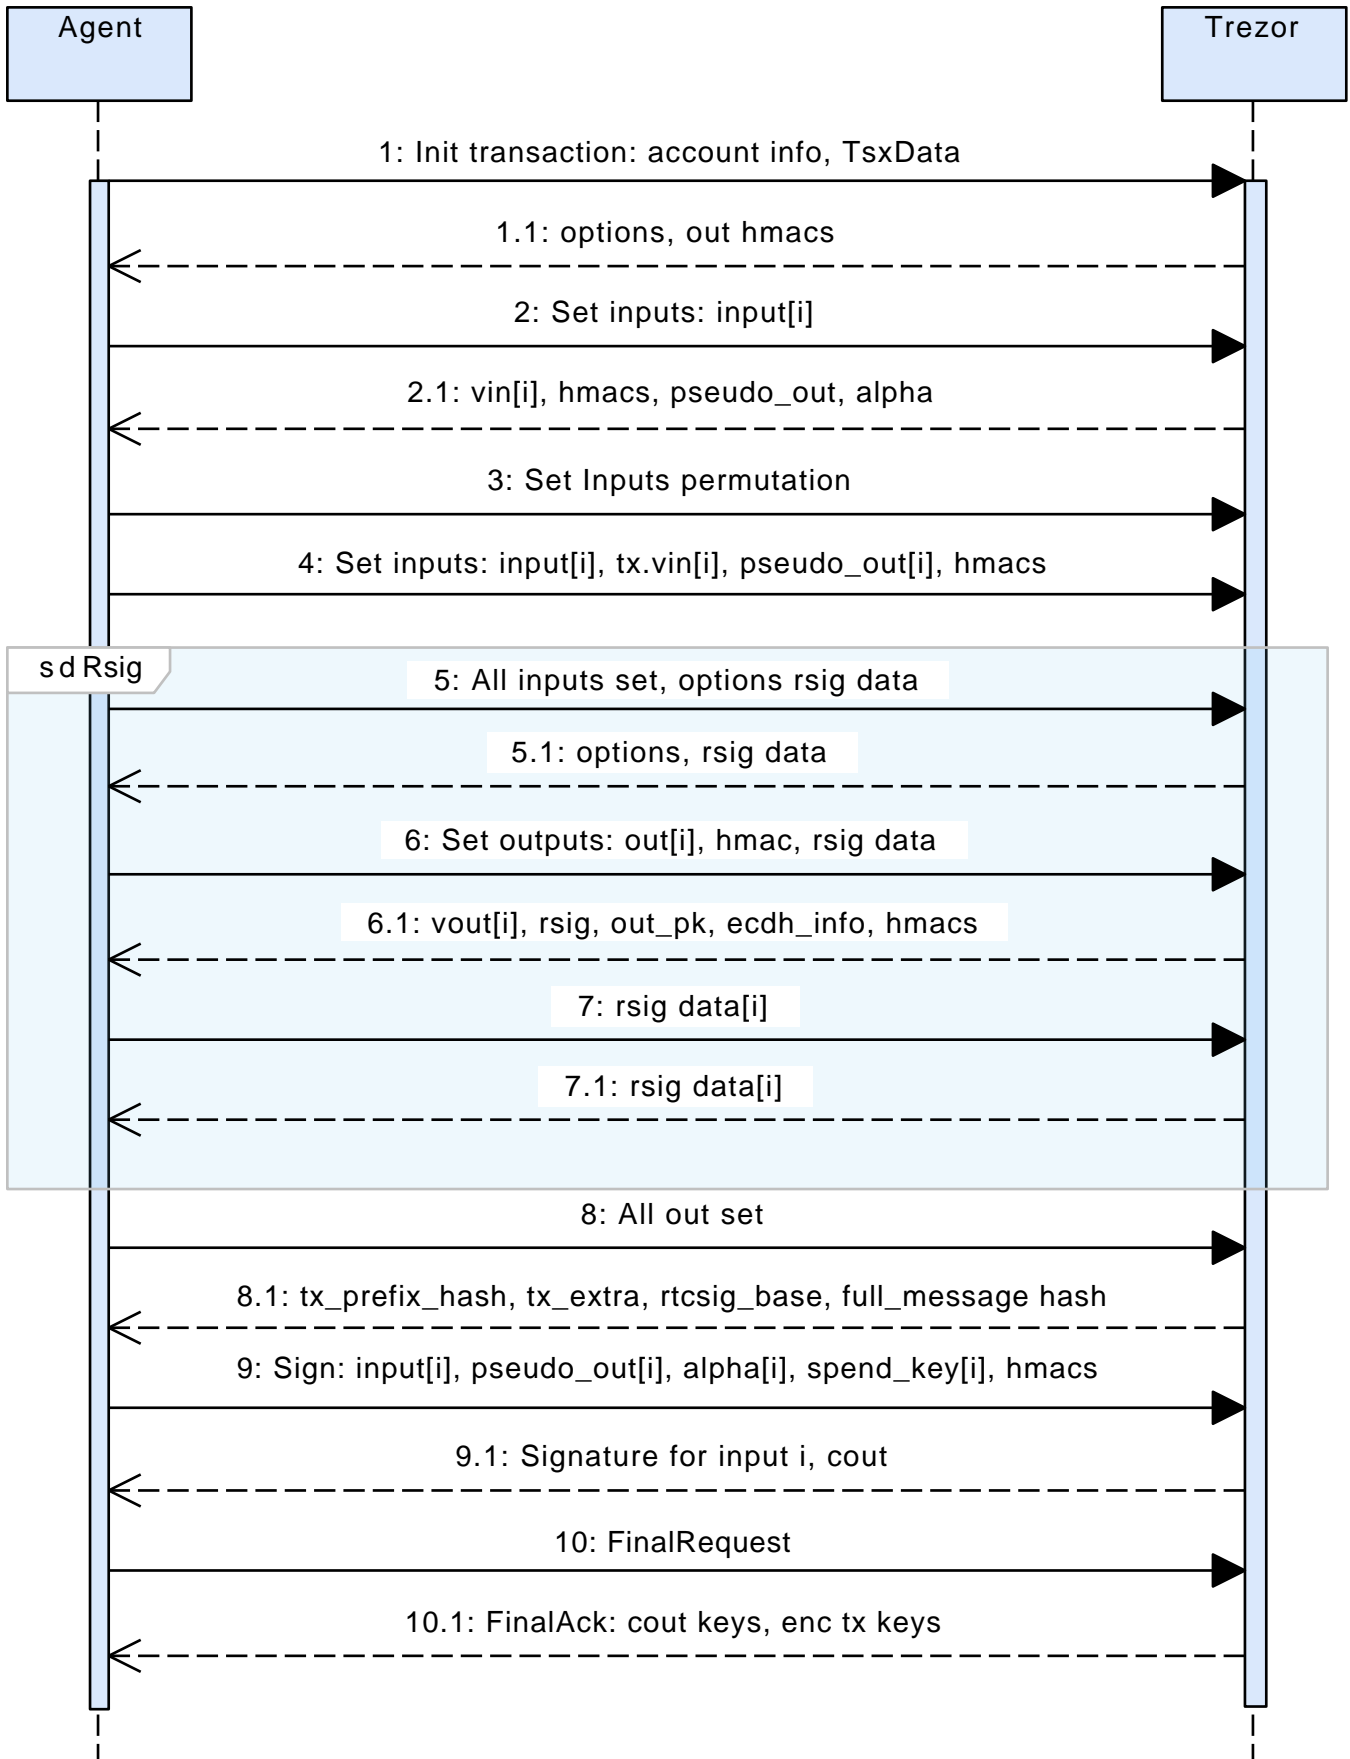 Agent
Trezor
1: Init transaction: account info, TsxData
1.1: options, out hmacs
2: Set inputs: input[i]
2.1: vin[i], hmacs, pseudo_out, alpha
3: Set Inputs permutation
4: Set inputs: input[i], tx.vin[i], pseudo_out[i], hmacs
sd Rsig
5: All inputs set, options rsig data
5.1: options, rsig data
6: Set outputs: out[i], hmac, rsig data
6.1: vout[i], rsig, out_pk, ecdh_info, hmacs
7: rsig data[i]
7.1: rsig data[i]
8: All out set
8.1: tx_prefix_hash, tx_extra, rtcsig_base, full_message hash
9: Sign: input[i], pseudo_out[i], alpha[i], spend_key[i], hmacs
9.1: Signature for input i, cout
10: FinalRequest
10.1: FinalAck: cout keys, enc tx keys